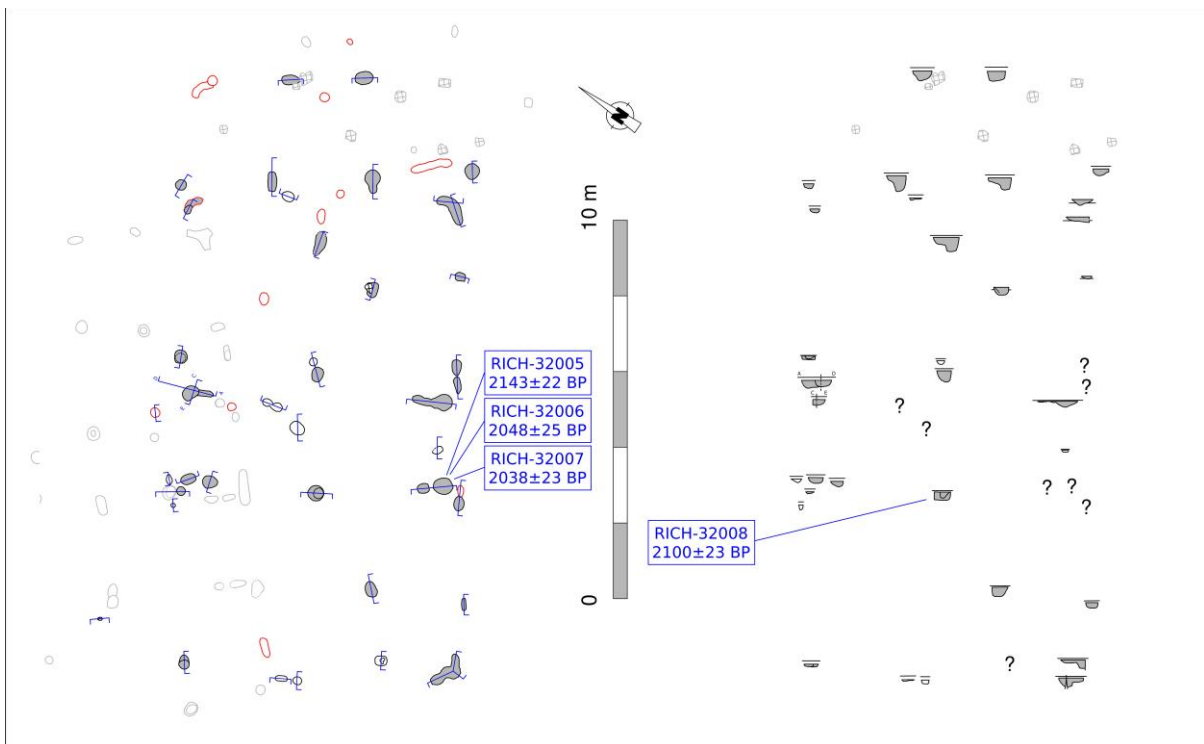 N
10 m
RICH-32005
2143±22 BP
RICH-32006
2048±25 BP
RICH-32007
2038±23 BP
RICH-32008
2100±23 BP
0
A D
C E
?
?
?
?
?
?
?
?